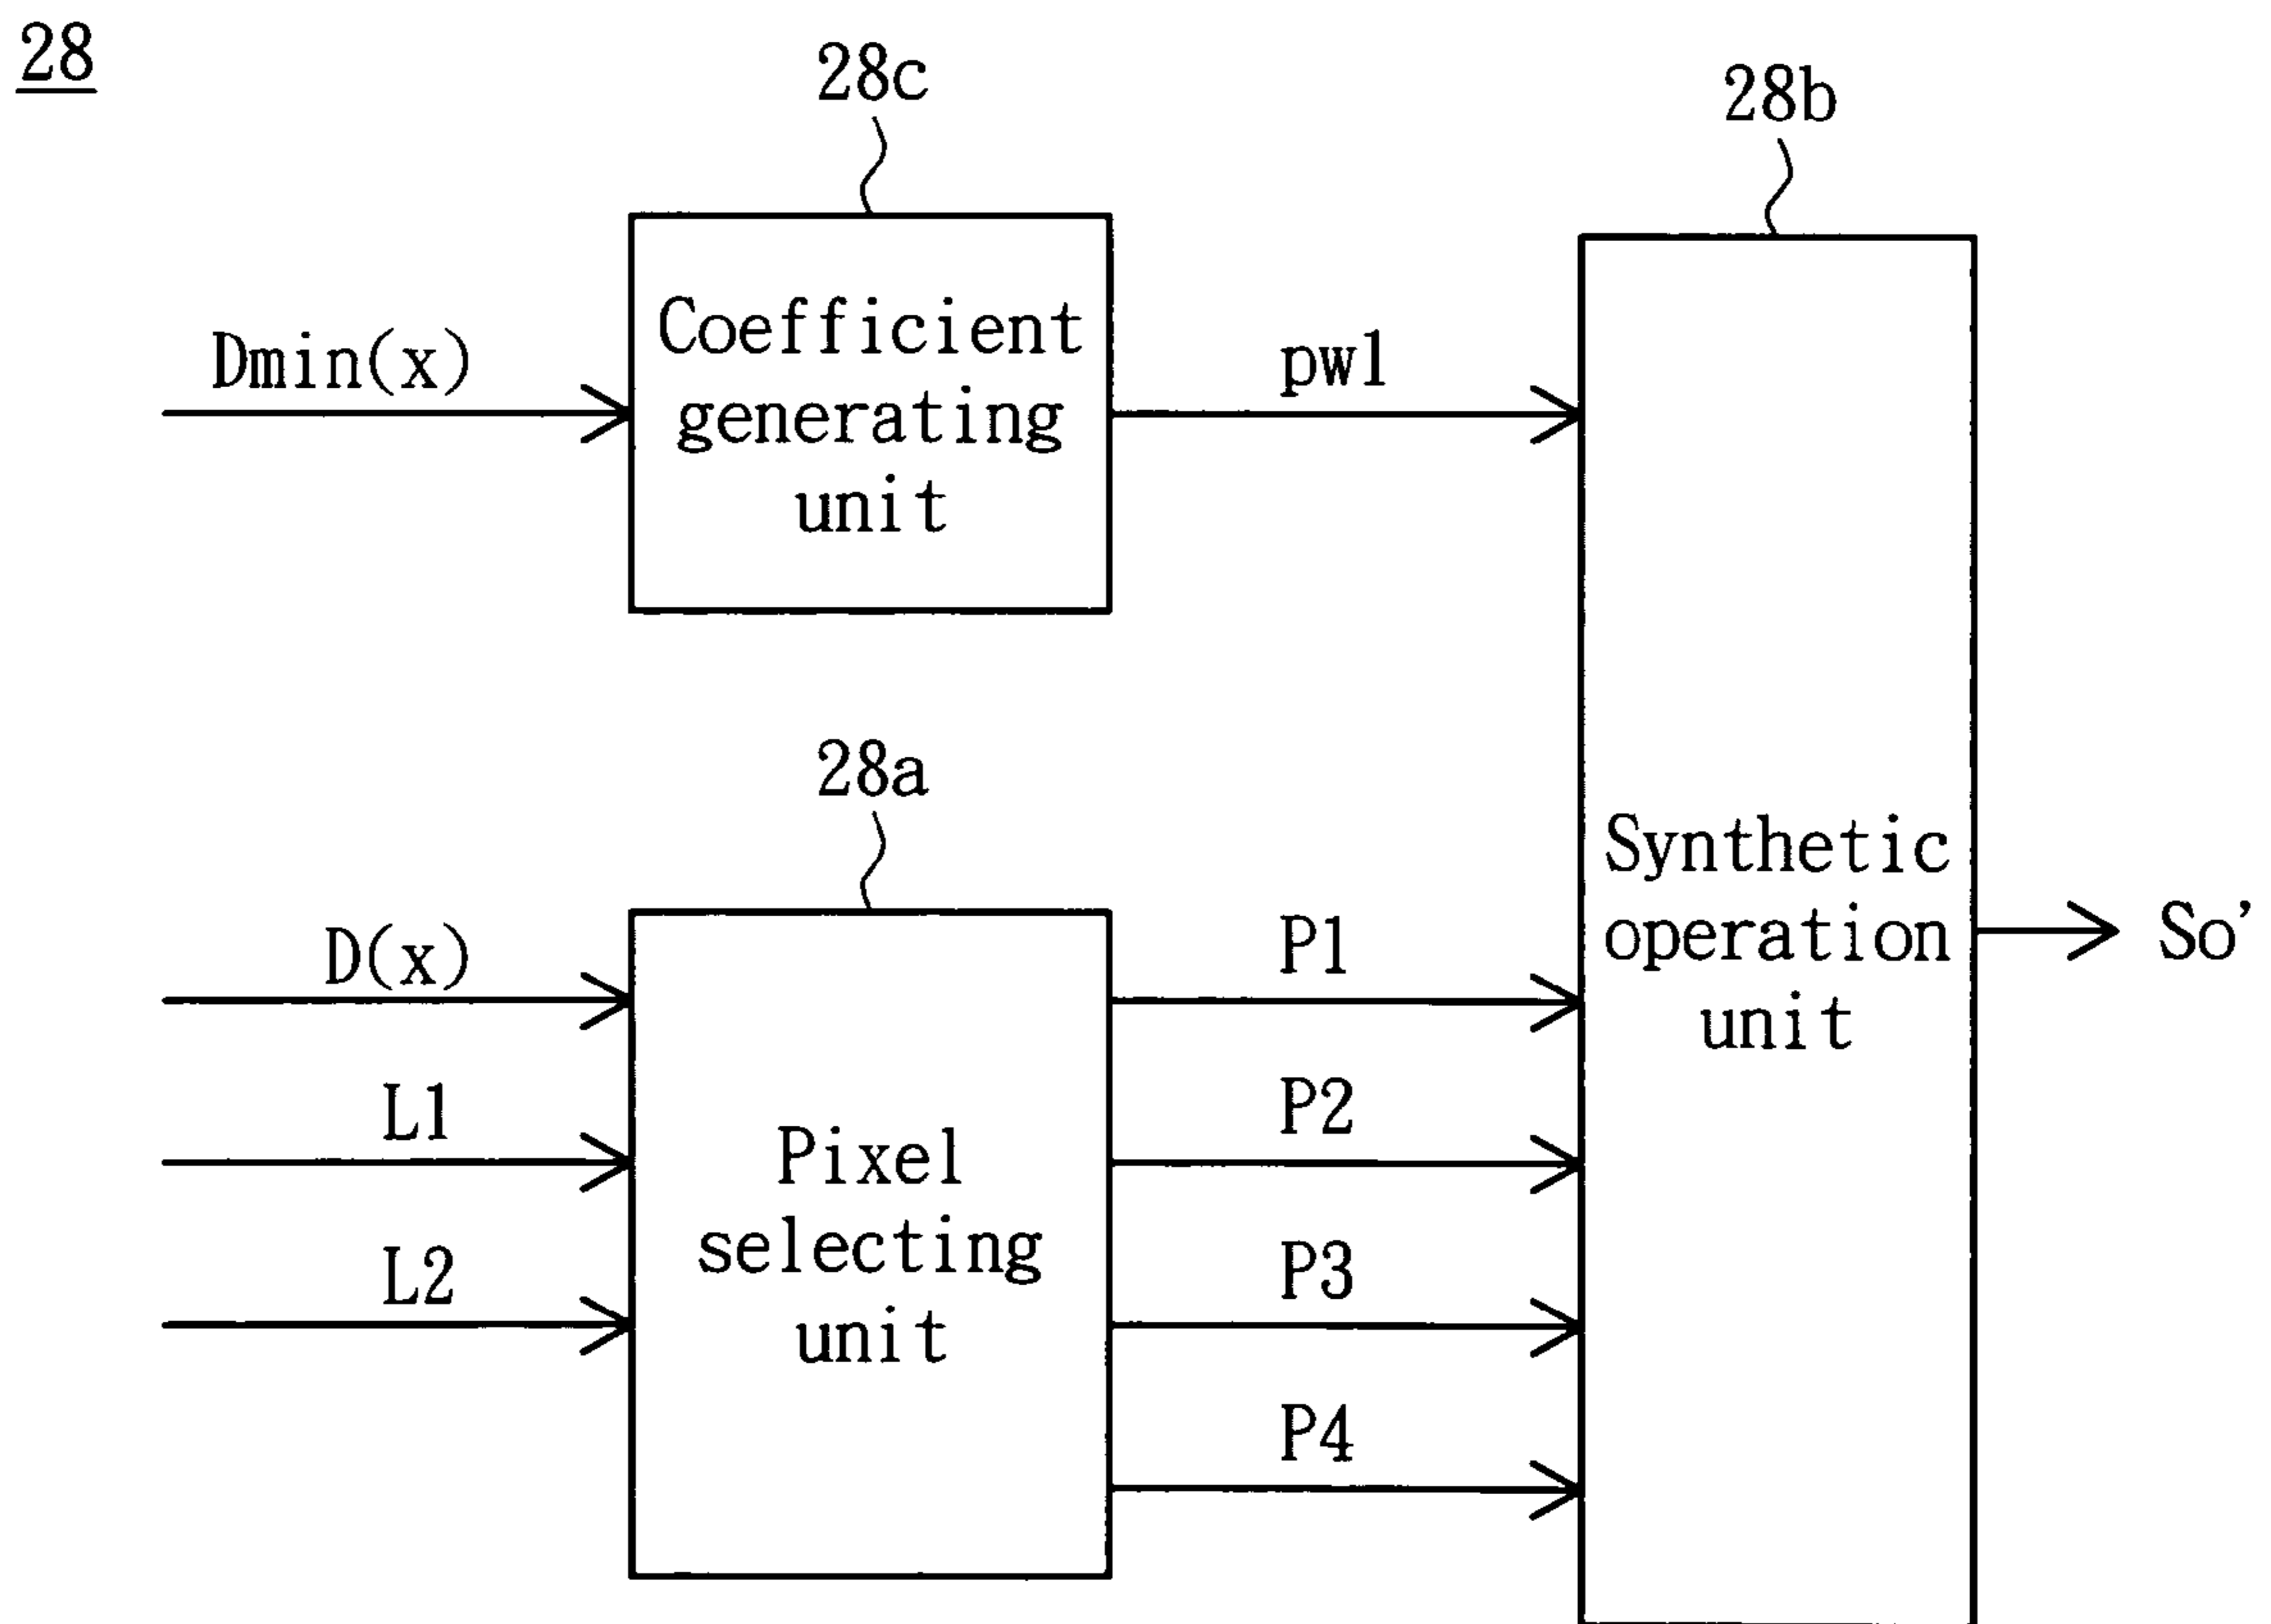 28
28c
28b
Dmin(x)
Coefficient
generating
unit
pw1
28a
D(x)
L1
L2
Pixel
selecting
unit
P1
P2
P3
P4
Synthetic
operation
unit
So'